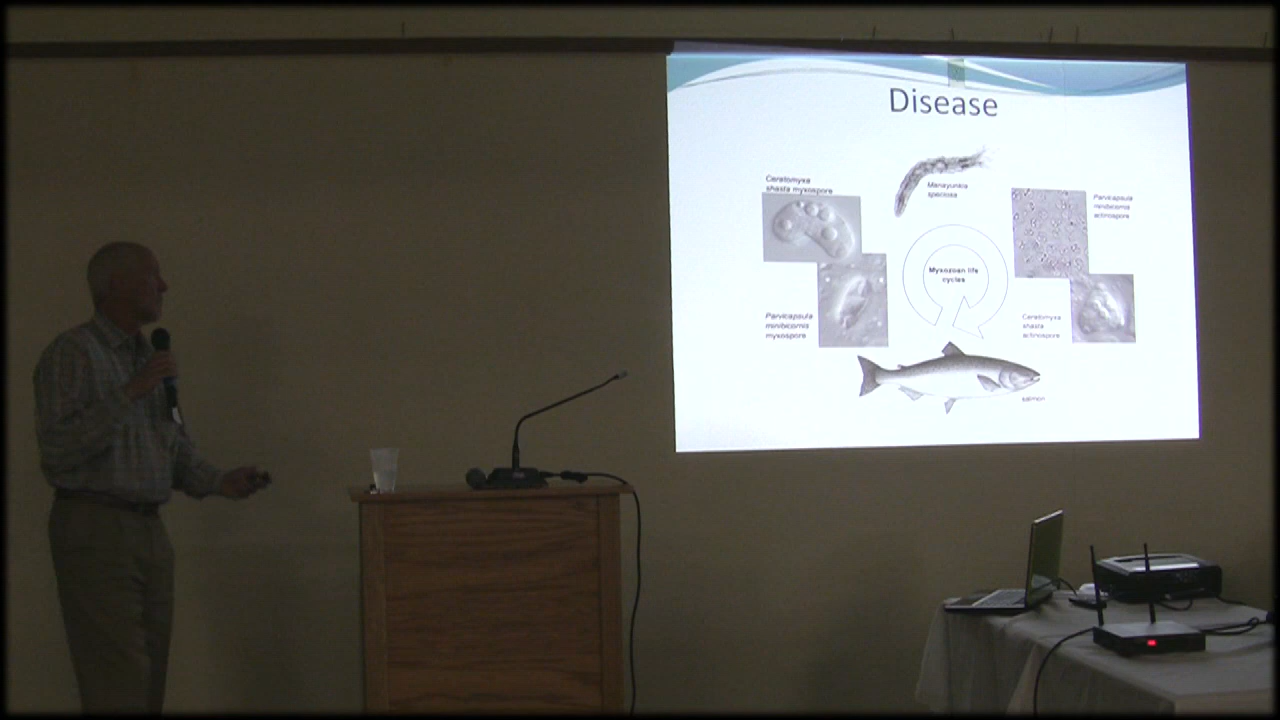 Disease
Ceratomyxa
shasta myxospore
Manayunkia
speciosa
Parvicapsula
minibicornis
actinospore
Myxozoan life
cycles
Parvicapsula
minibicornis
myxospore
Ceratomyxa
shasta
actinospore
salmon